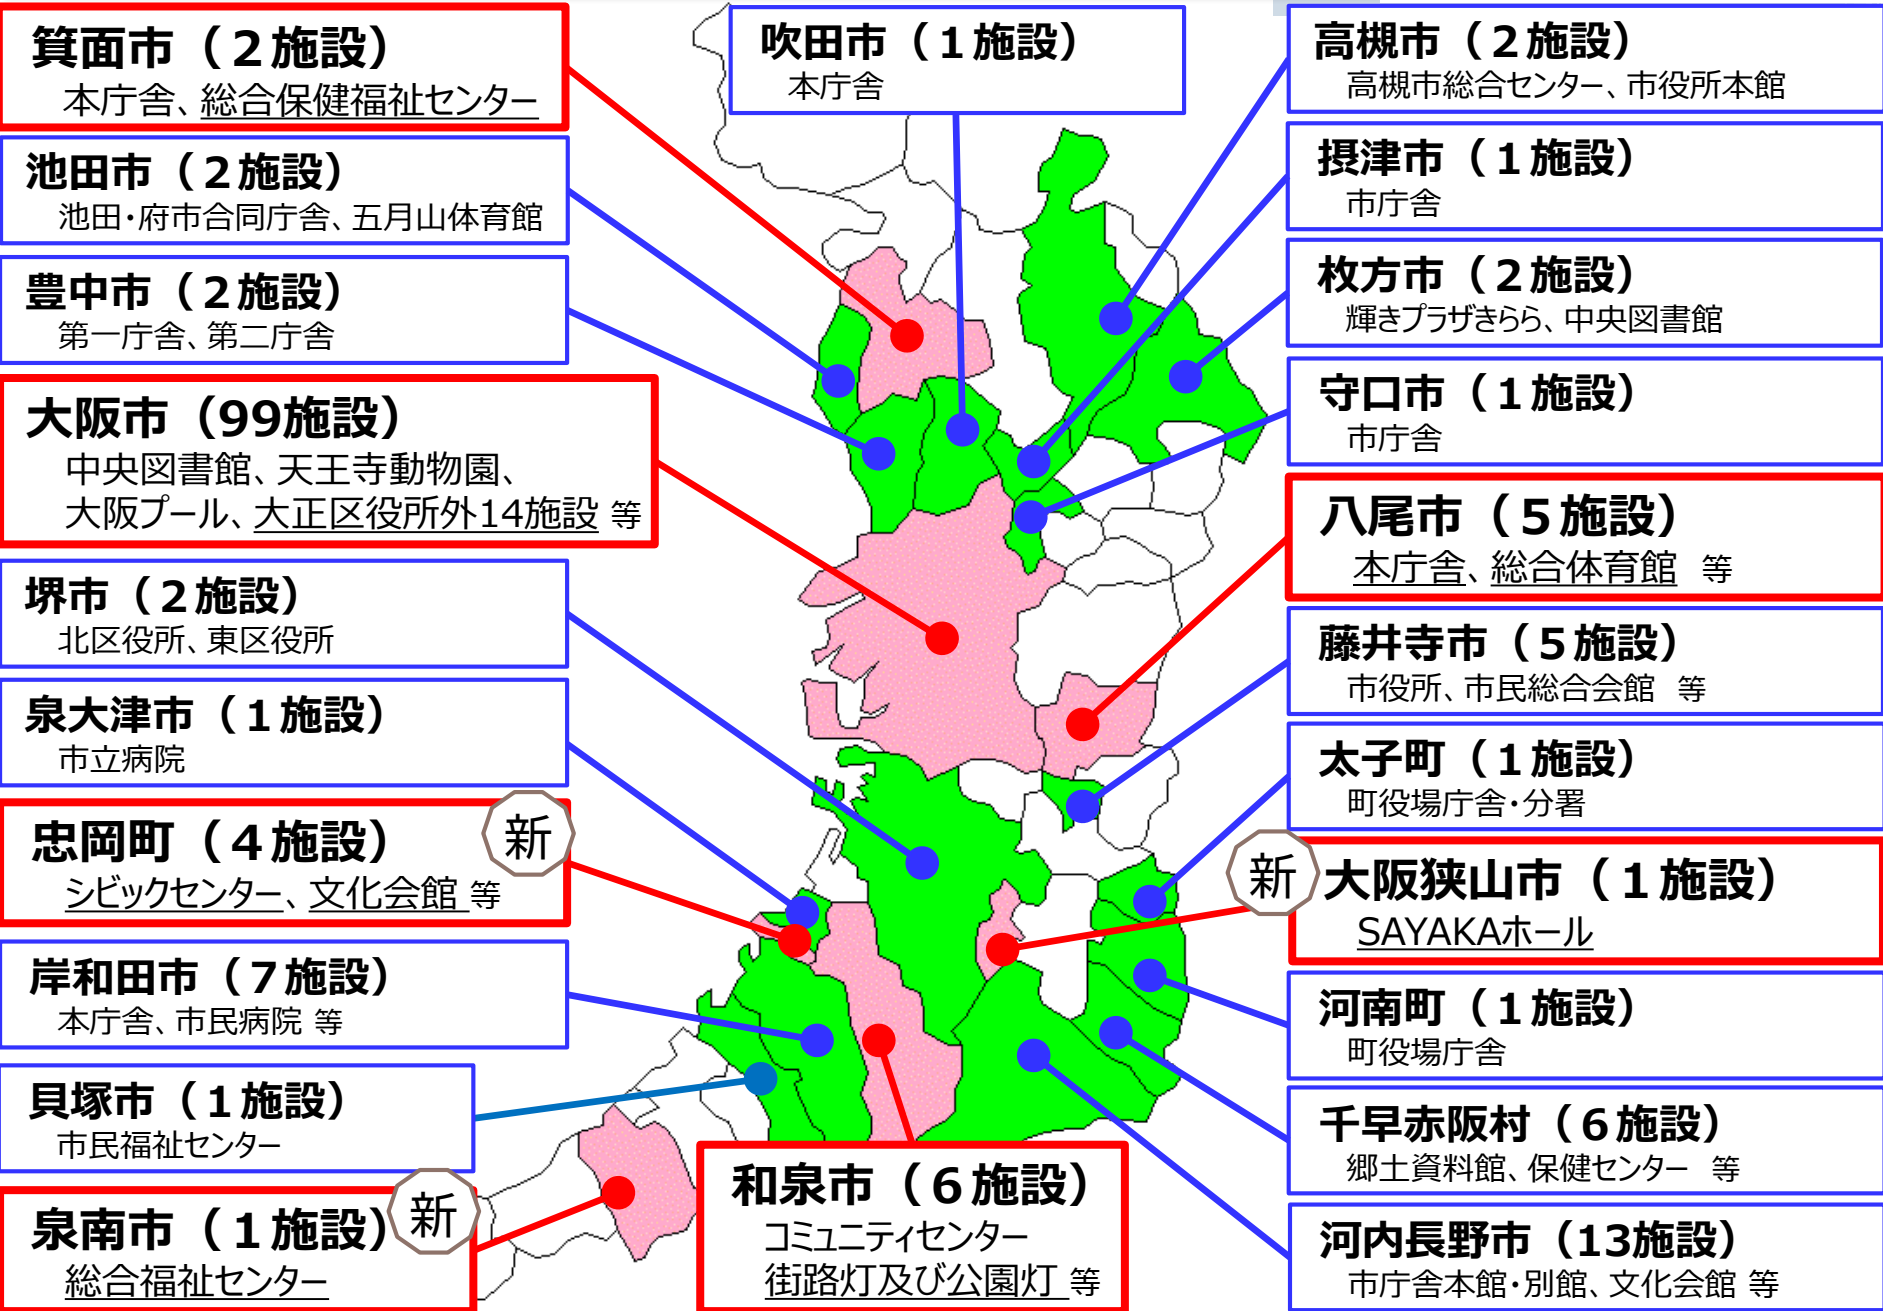 箕面市（２施設）
本庁舎、総合保健福祉センター
池田市（２施設）
池田・府市合同庁舎、五月山体育館
豊中市（２施設）
第一庁舎、第二庁舎
大阪市（99施設）
中央図書館、天王寺動物園、
大阪プール、大正区役所外14施設 等
堺市（２施設）
北区役所、東区役所
泉大津市（１施設）
市立病院
新
忠岡町（４施設）
シビックセンター、文化会館 等
岸和田市（７施設）
本庁舎、市民病院 等
貝塚市（１施設）
市民福祉センター
新
泉南市（１施設）
総合福祉センター
吹田市（１施設）
本庁舎
和泉市（６施設）
コミュニティセンター
街路灯及び公園灯 等
高槻市（２施設）
高槻市総合センター、市役所本館
摂津市（１施設）
市庁舎
枚方市（２施設）
輝きプラザきらら、中央図書館
守口市（１施設）
市庁舎
八尾市（５施設）
本庁舎、総合体育館 等
藤井寺市（５施設）
市役所、市民総合会館 等
太子町（１施設）
町役場庁舎・分署
新
大阪狭山市（１施設）
SAYAKAホール
河南町（１施設）
町役場庁舎
千早赤阪村（６施設）
郷土資料館、保健センター 等
河内長野市（13施設）
市庁舎本館・別館、文化会館 等